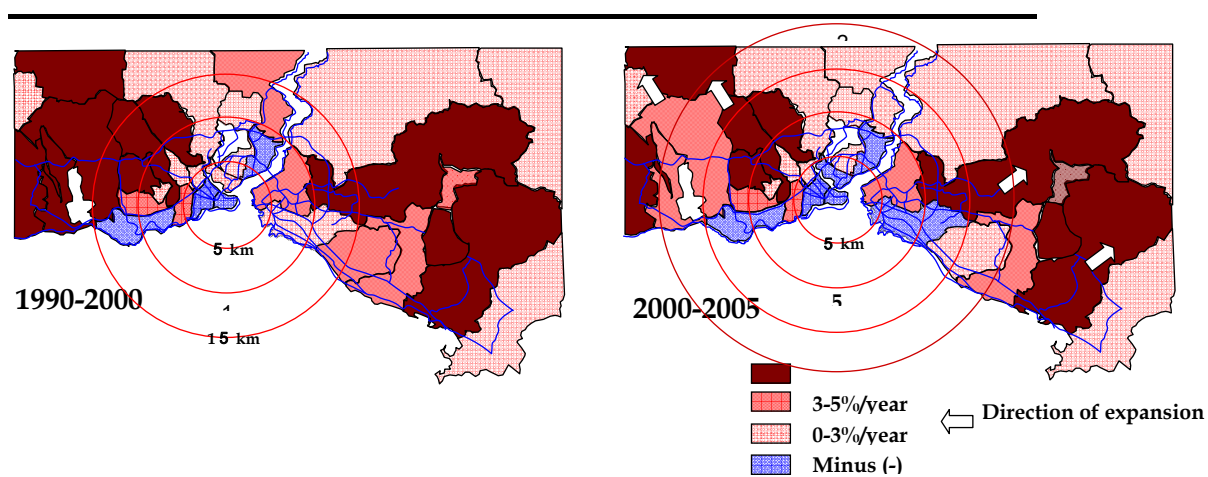 5 km
15 km
1990-2000
5 km
5
2000-2005
3-5%/year
0-3%/year
Minus (-)
Direction of expansion